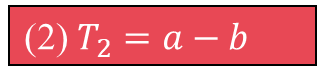 (2) T₂ = a − b